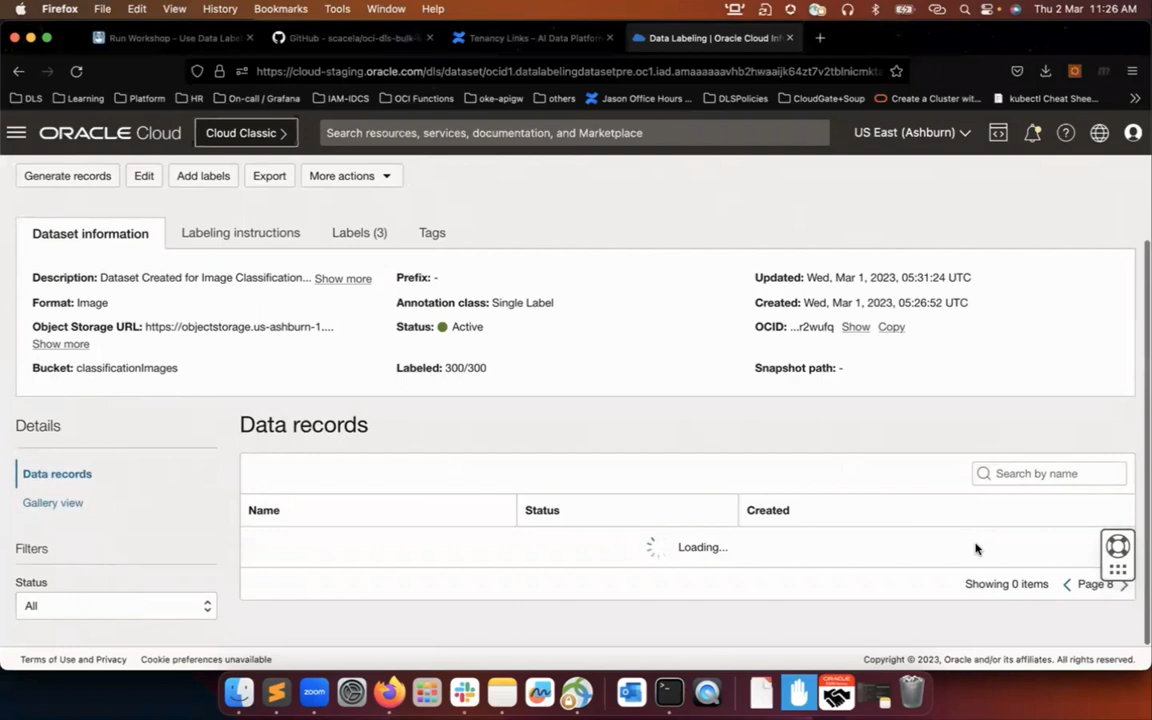 Firefox File Edit View History Bookmarks Tools Window Help Thu 2 Mar 11:26 AM
Run Workshop - Use Data Lab
GitHub - scacela/oci-dls-bulk-
Tenancy Links - AI Data Platfor
Data Labeling | Oracle Cloud Inf
https://cloud-staging.oracle.com/dls/dataset/ocid1.datalabelingdatasetpre.oc1.iad.amaaaaaavhb2hwaaijk64zt7v2tblnicmkt
DLS Learning Platform HR On-call / Grafana IAM-IDCS OCI Functions oke-apigw others Jason Office Hours ... DLSPolicies CloudGate+Soup Create a Cluster wit... kubectl Cheat Shee...
ORACLE Cloud
Cloud Classic
Search resources, services, documentation, and Marketplace
US East (Ashburn)
Generate records Edit Add labels Export More actions
Dataset information Labeling instructions Labels (3) Tags
Description: Dataset Created for Image Classification... Show more
Format: Image
Object Storage URL: https://objectstorage.us-ashburn-1....
Show more
Bucket: classificationImages
Prefix: -
Annotation class: Single Label
Status: Active
Labeled: 300/300
Updated: Wed, Mar 1, 2023, 05:31:24 UTC
Created: Wed, Mar 1, 2023, 05:26:52 UTC
OCID: ...r2wufq Show Copy
Snapshot path: -
Details
Data records
Gallery view
Filters
Status
All
Data records
Search by name
Name Status Created
Loading...
Showing 0 items Page 8
Terms of Use and Privacy Cookie preferences unavailable
Copyright © 2023, Oracle and/or its affiliates. All rights reserved.
zoom
ORACLE